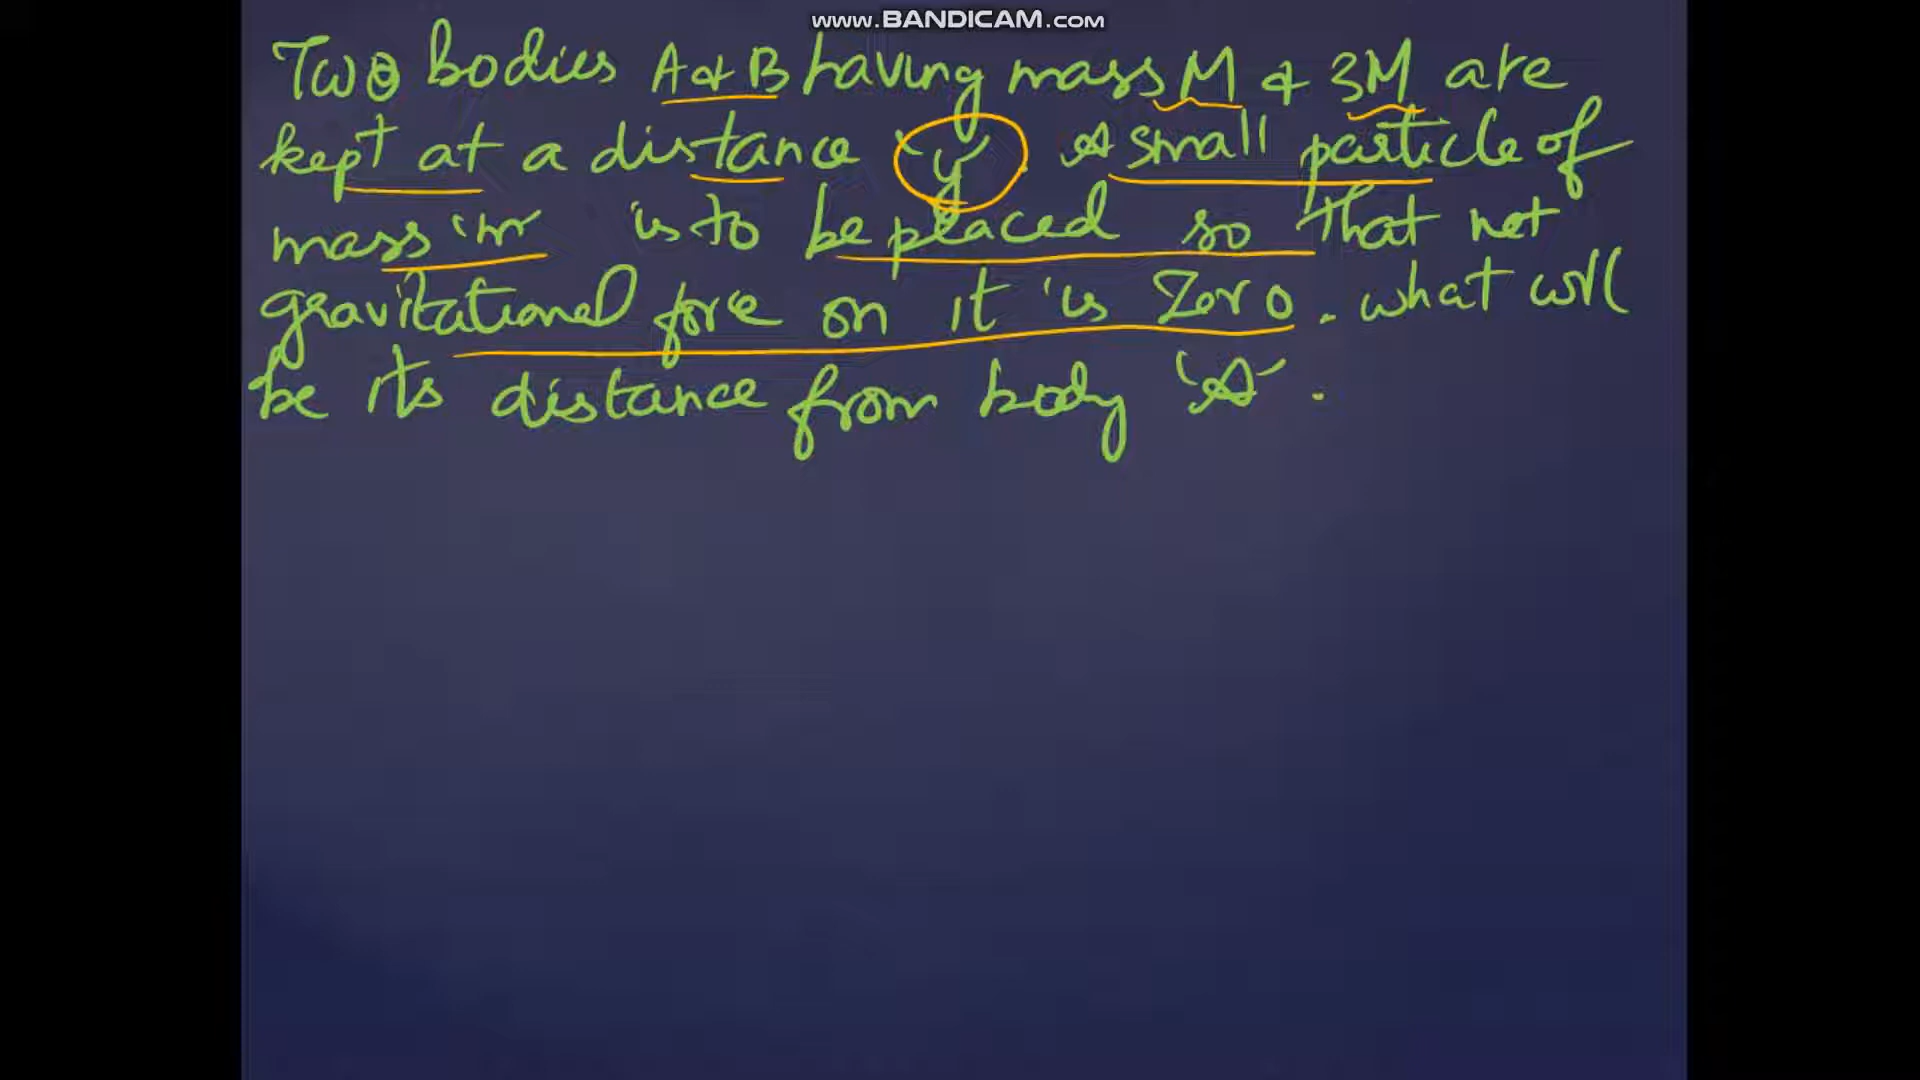 www.BANDICAM.com
Two bodies A & B having mass M & 3M are
kept at a distance 'y'. A small particle of
mass 'm' is to be placed so that net
gravitational force on it is Zero. what will
be its distance from body 'A'.